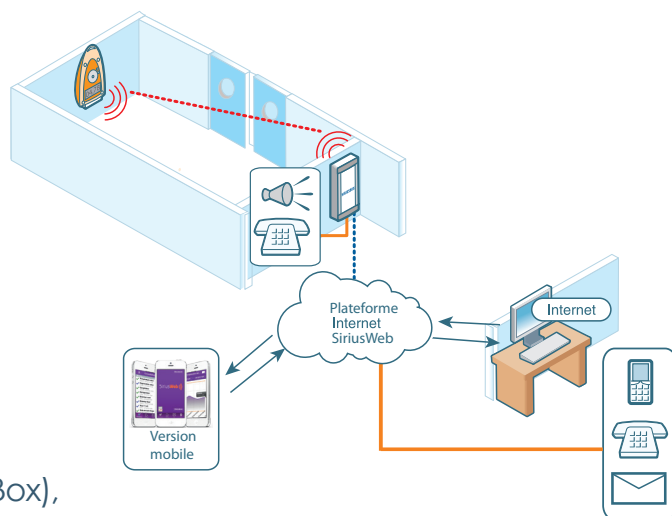 Plateforme
Internet
SiriusWeb
Internet
Version
mobile
Box),